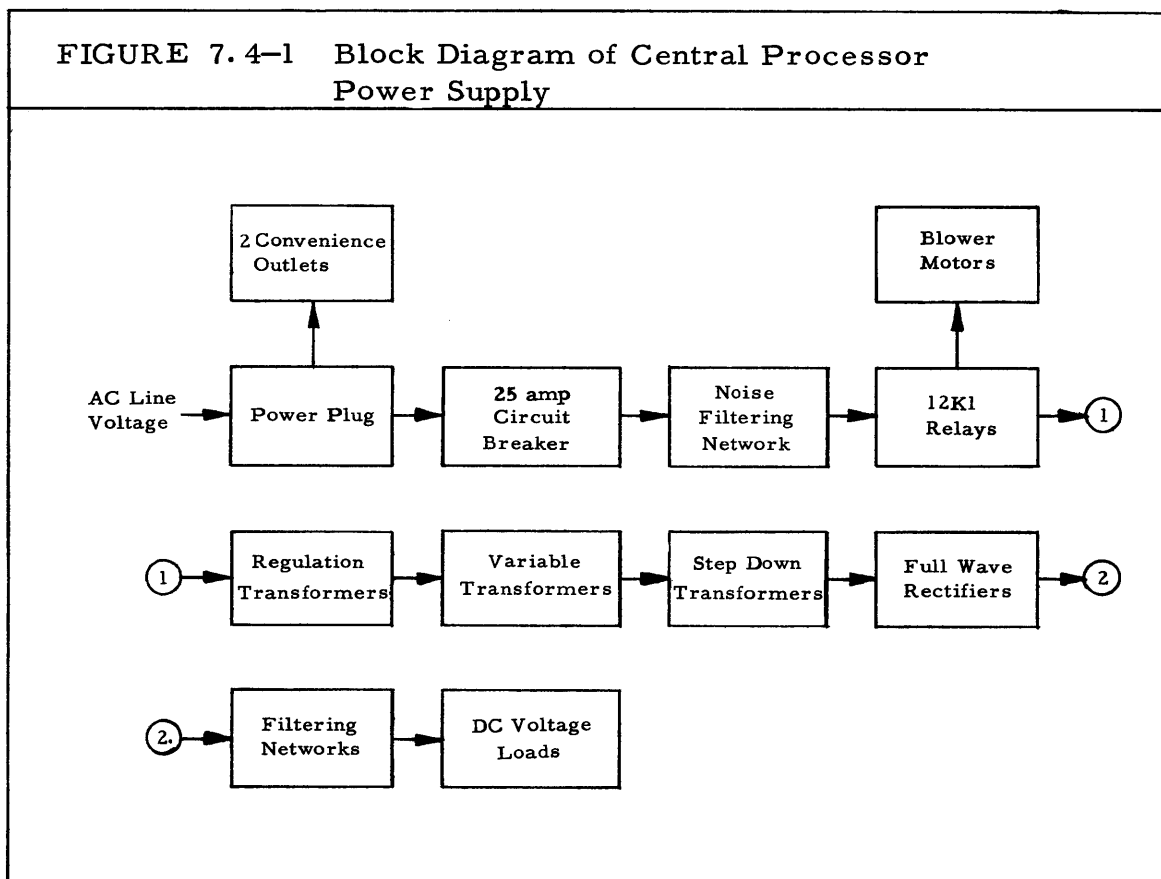 FIGURE 7.4-1 Block Diagram of Central Processor
Power Supply
2 Convenience
Outlets
Blower
Motors
AC Line
Voltage
Power Plug
25 amp
Circuit
Breaker
Noise
Filtering
Network
12K1
Relays
1
1
Regulation
Transformers
Variable
Transformers
Step Down
Transformers
Full Wave
Rectifiers
2
2.
Filtering
Networks
DC Voltage
Loads